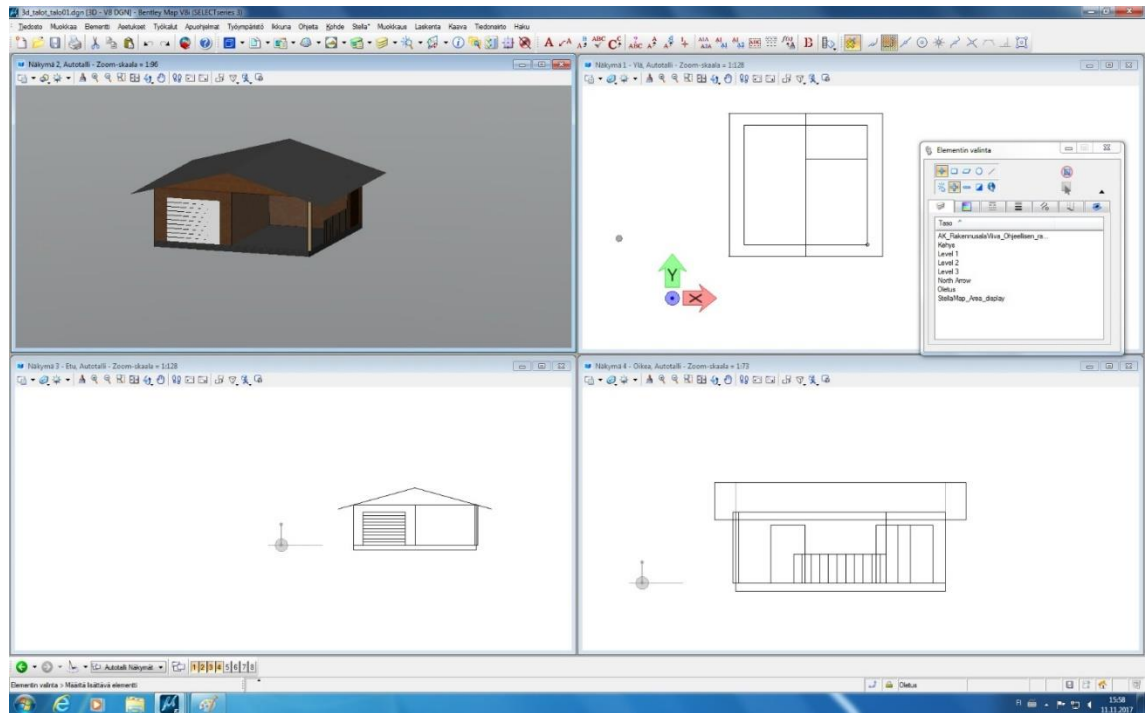 3d_talot_talo01.dgn [3D - V8 DGN] - Bentley Map V8i (SELECTseries 3)
Tiedosto Muokkaa Elementti Asetukset Työkalut Apuohjelmat Työympäristö Ikkuna Ohjeita Kohde Stella* Muokkaus Laskenta Kaava Tiedonsiirto Haku
Näkymä 2, Autotalli - Zoom-skaala = 1:96
Näkymä 1 - Ylä, Autotalli - Zoom-skaala = 1:128
Y
X
Elementin valinta
Taso
AK_RakennusalaViiva_Ohjeellisen_ra...
Kehys
Level 1
Level 2
Level 3
North Arrow
Oletus
StellaMap_Area_display
Näkymä 3 - Etu, Autotalli - Zoom-skaala = 1:128
Näkymä 4 - Oikea, Autotalli - Zoom-skaala = 1:73
Autotalli Näkymät
1 2 3 4 5 6 7 8
Elementin valinta > Määritä lisättävä elementti
Oletus
FI
15:58
11.11.2017